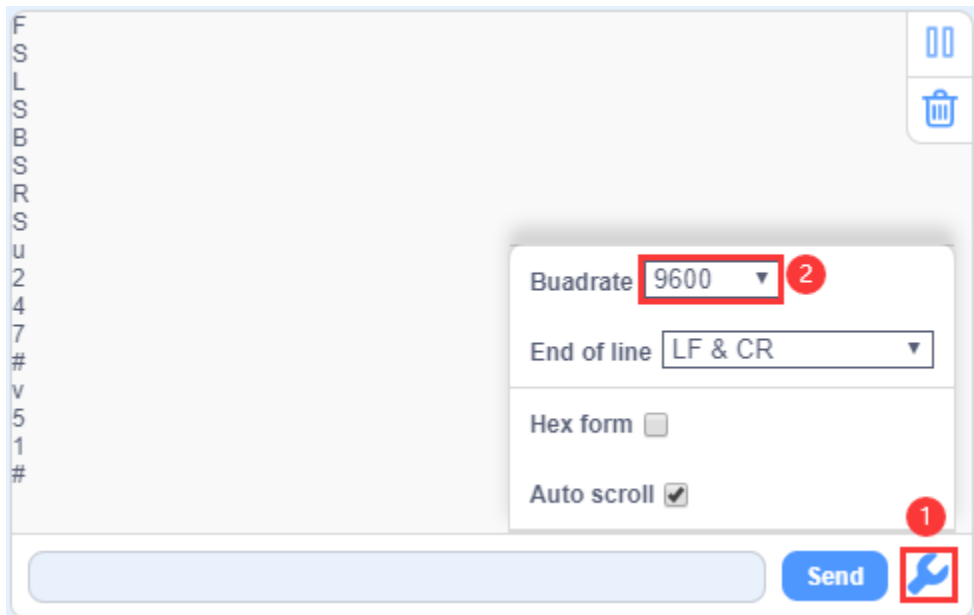 F
S
L
S
B
S
R
S
u
2
4
7
#
v
5
1
#
Buadrate 9600 2
End of line LF & CR
Hex form
Auto scroll
1
Send